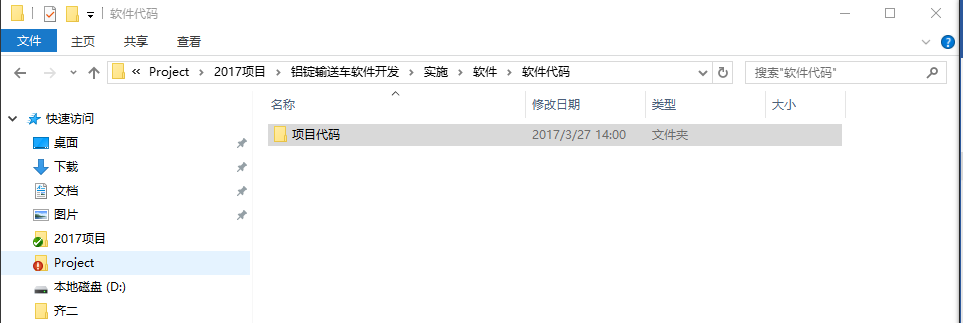 软件代码
文件 主页 共享 查看
« Project › 2017项目 › 铝锭输送车软件开发 › 实施 › 软件 › 软件代码
搜索"软件代码"
名称 修改日期 类型 大小
快速访问
项目代码 2017/3/27 14:00 文件夹
桌面
下载
文档
图片
2017项目
Project
本地磁盘 (D:)
齐二